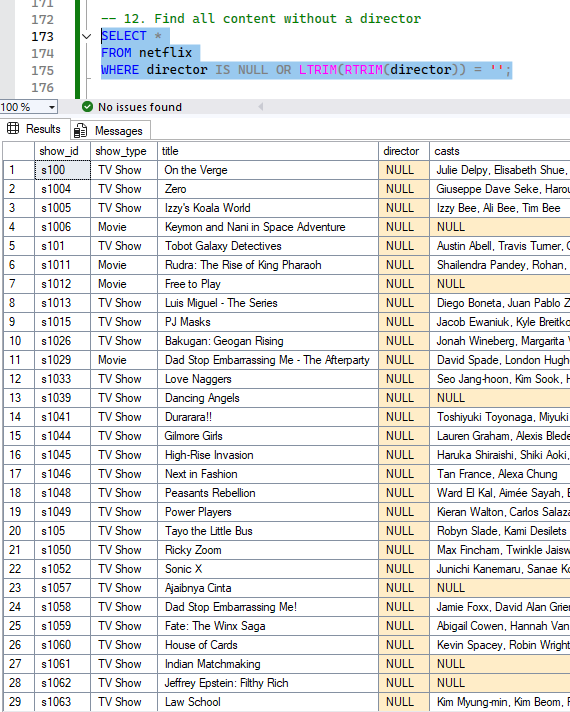 171
172 -- 12. Find all content without a director
173 SELECT *
174 FROM netflix
175 WHERE director IS NULL OR LTRIM(RTRIM(director)) = '';
176
100 % No issues found
Results Messages
show_id show_type title director casts
1 s100 TV Show On the Verge NULL Julie Delpy, Elisabeth Shue,
2 s1004 TV Show Zero NULL Giuseppe Dave Seke, Harou
3 s1005 TV Show Izzy's Koala World NULL Izzy Bee, Ali Bee, Tim Bee
4 s1006 Movie Keymon and Nani in Space Adventure NULL NULL
5 s101 TV Show Tobot Galaxy Detectives NULL Austin Abell, Travis Turner, C
6 s1011 Movie Rudra: The Rise of King Pharaoh NULL Shailendra Pandey, Rohan,
7 s1012 Movie Free to Play NULL NULL
8 s1013 TV Show Luis Miguel - The Series NULL Diego Boneta, Juan Pablo Z
9 s1015 TV Show PJ Masks NULL Jacob Ewaniuk, Kyle Breitko
10 s1026 TV Show Bakugan: Geogan Rising NULL Jonah Wineberg, Margarita
11 s1029 Movie Dad Stop Embarrassing Me - The Afterparty NULL David Spade, London Hugh
12 s1033 TV Show Love Naggers NULL Seo Jang-hoon, Kim Sook, H
13 s1039 TV Show Dancing Angels NULL NULL
14 s1041 TV Show Durarara!! NULL Toshiyuki Toyonaga, Miyuki
15 s1044 TV Show Gilmore Girls NULL Lauren Graham, Alexis Blede
16 s1045 TV Show High-Rise Invasion NULL Haruka Shiraishi, Shiki Aoki,
17 s1046 TV Show Next in Fashion NULL Tan France, Alexa Chung
18 s1048 TV Show Peasants Rebellion NULL Ward El Kal, Aimée Sayah, B
19 s1049 TV Show Power Players NULL Kieran Walton, Carlos Salaza
20 s105 TV Show Tayo the Little Bus NULL Robyn Slade, Kami Desilets
21 s1050 TV Show Ricky Zoom NULL Max Fincham, Twinkle Jaisw
22 s1052 TV Show Sonic X NULL Junichi Kanemaru, Sanae Ko
23 s1057 TV Show Ajaibnya Cinta NULL NULL
24 s1058 TV Show Dad Stop Embarrassing Me! NULL Jamie Foxx, David Alan Grier
25 s1059 TV Show Fate: The Winx Saga NULL Abigail Cowen, Hannah Van
26 s1060 TV Show House of Cards NULL Kevin Spacey, Robin Wright
27 s1061 TV Show Indian Matchmaking NULL NULL
28 s1062 TV Show Jeffrey Epstein: Filthy Rich NULL NULL
29 s1063 TV Show Law School NULL Kim Myung-min, Kim Beom,